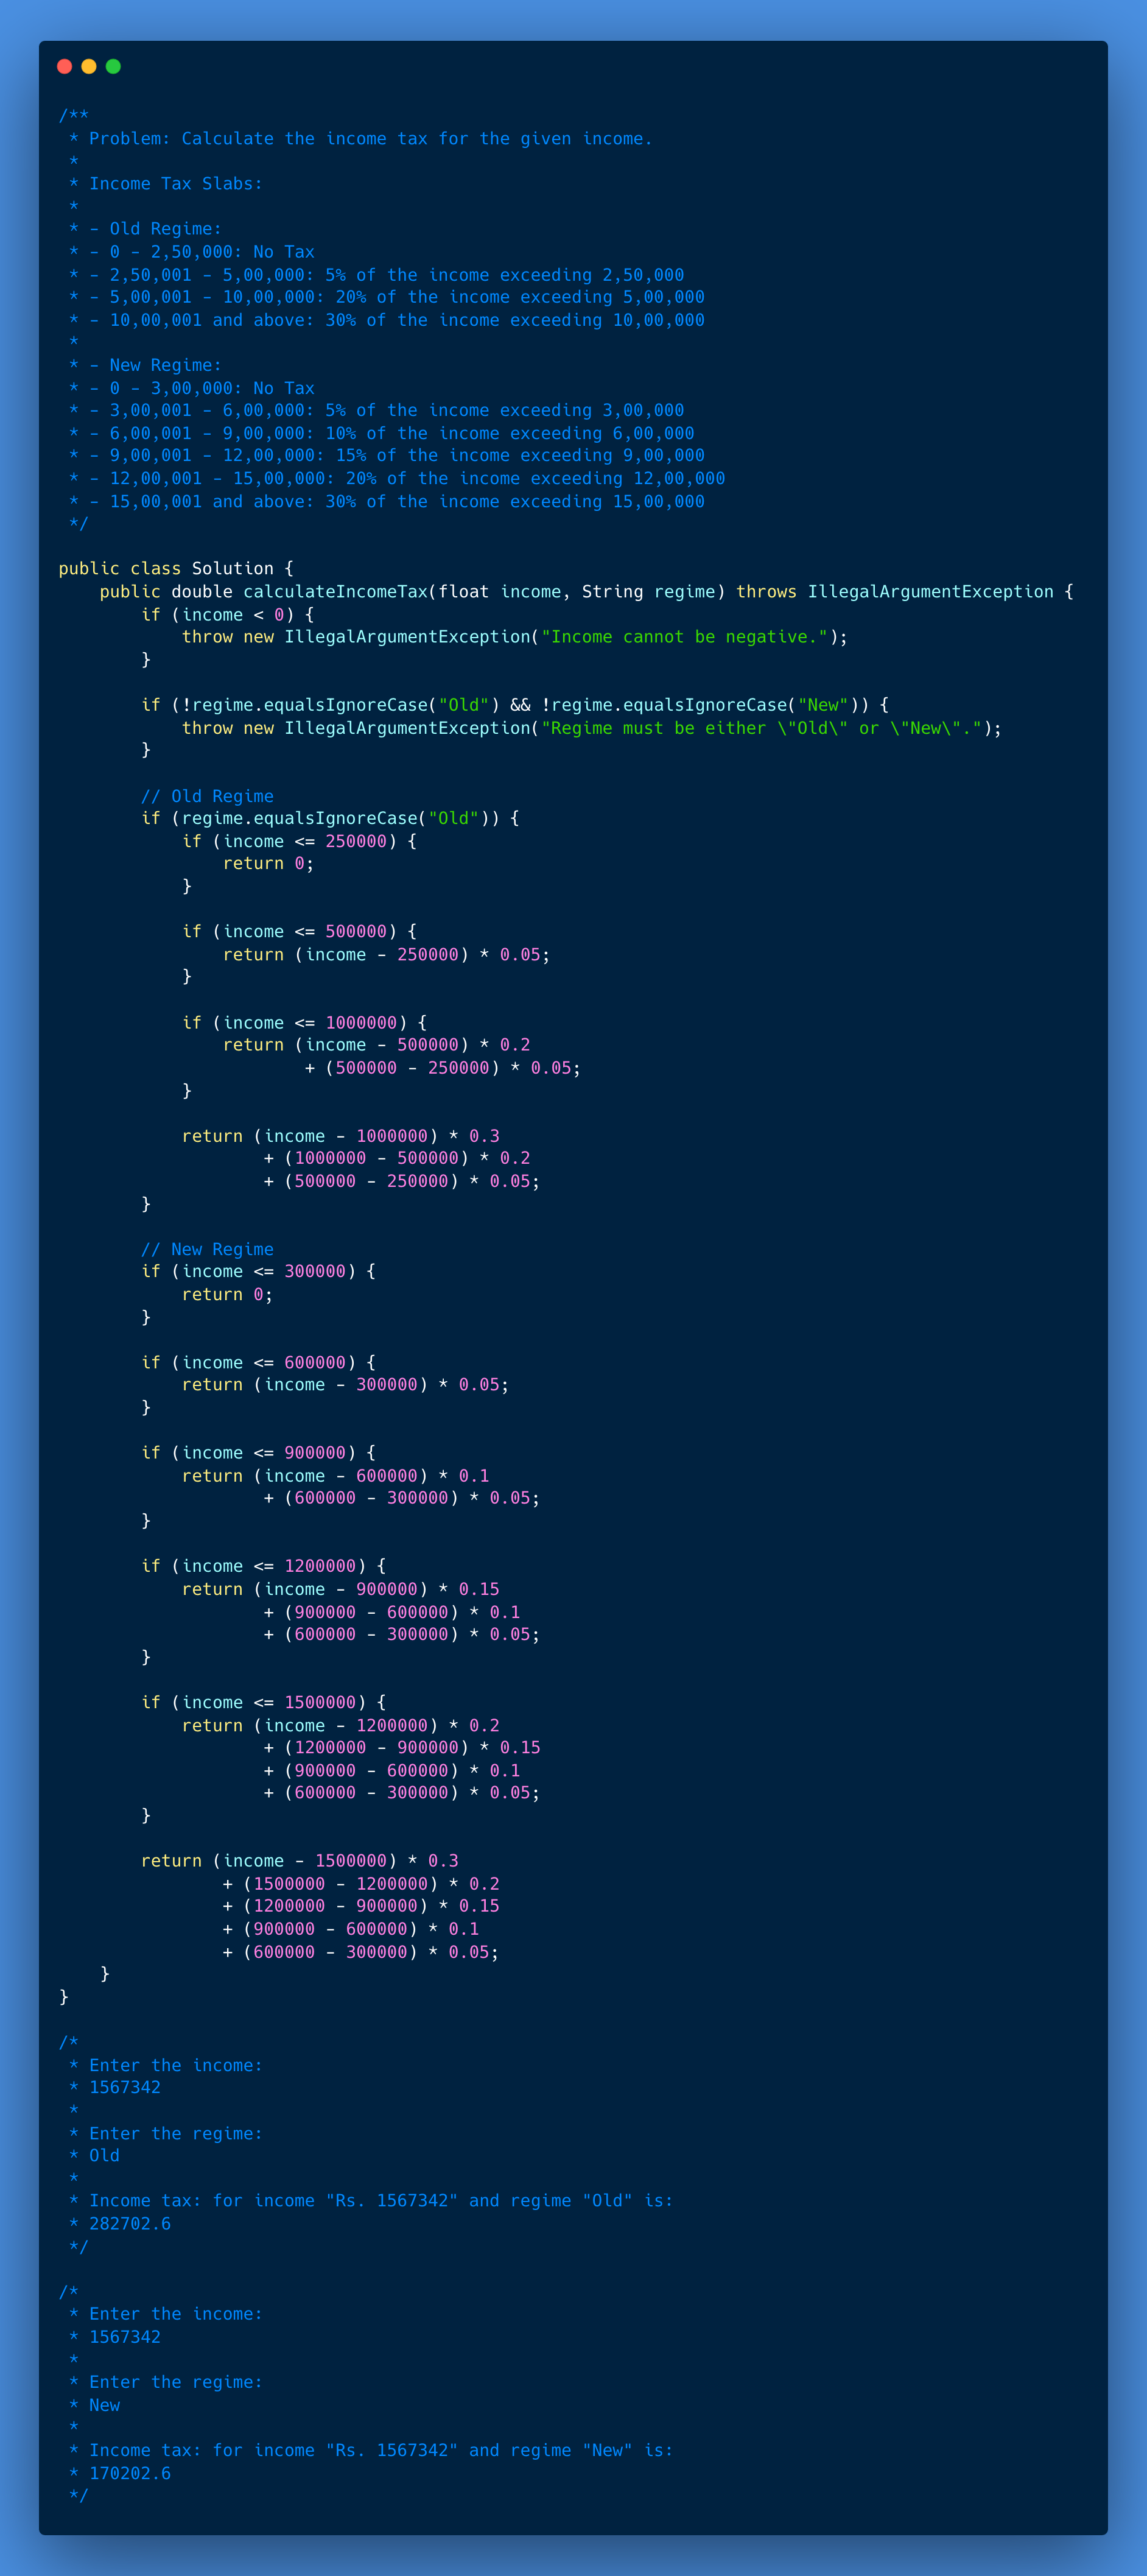 /**
 * Problem: Calculate the income tax for the given income.
 *
 * Income Tax Slabs:
 *
 * - Old Regime:
 * - 0 - 2,50,000: No Tax
 * - 2,50,001 - 5,00,000: 5% of the income exceeding 2,50,000
 * - 5,00,001 - 10,00,000: 20% of the income exceeding 5,00,000
 * - 10,00,001 and above: 30% of the income exceeding 10,00,000
 *
 * - New Regime:
 * - 0 - 3,00,000: No Tax
 * - 3,00,001 - 6,00,000: 5% of the income exceeding 3,00,000
 * - 6,00,001 - 9,00,000: 10% of the income exceeding 6,00,000
 * - 9,00,001 - 12,00,000: 15% of the income exceeding 9,00,000
 * - 12,00,001 - 15,00,000: 20% of the income exceeding 12,00,000
 * - 15,00,001 and above: 30% of the income exceeding 15,00,000
 */

public class Solution {
    public double calculateIncomeTax(float income, String regime) throws IllegalArgumentException {
        if (income < 0) {
            throw new IllegalArgumentException("Income cannot be negative.");
        }

        if (!regime.equalsIgnoreCase("Old") && !regime.equalsIgnoreCase("New")) {
            throw new IllegalArgumentException("Regime must be either \"Old\" or \"New\".");
        }

        // Old Regime
        if (regime.equalsIgnoreCase("Old")) {
            if (income <= 250000) {
                return 0;
            }

            if (income <= 500000) {
                return (income - 250000) * 0.05;
            }

            if (income <= 1000000) {
                return (income - 500000) * 0.2
                        + (500000 - 250000) * 0.05;
            }

            return (income - 1000000) * 0.3
                    + (1000000 - 500000) * 0.2
                    + (500000 - 250000) * 0.05;
        }

        // New Regime
        if (income <= 300000) {
            return 0;
        }

        if (income <= 600000) {
            return (income - 300000) * 0.05;
        }

        if (income <= 900000) {
            return (income - 600000) * 0.1
                    + (600000 - 300000) * 0.05;
        }

        if (income <= 1200000) {
            return (income - 900000) * 0.15
                    + (900000 - 600000) * 0.1
                    + (600000 - 300000) * 0.05;
        }

        if (income <= 1500000) {
            return (income - 1200000) * 0.2
                    + (1200000 - 900000) * 0.15
                    + (900000 - 600000) * 0.1
                    + (600000 - 300000) * 0.05;
        }

        return (income - 1500000) * 0.3
                + (1500000 - 1200000) * 0.2
                + (1200000 - 900000) * 0.15
                + (900000 - 600000) * 0.1
                + (600000 - 300000) * 0.05;
    }
}

/*
 * Enter the income:
 * 1567342
 *
 * Enter the regime:
 * Old
 *
 * Income tax: for income "Rs. 1567342" and regime "Old" is:
 * 282702.6
 */

/*
 * Enter the income:
 * 1567342
 *
 * Enter the regime:
 * New
 *
 * Income tax: for income "Rs. 1567342" and regime "New" is:
 * 170202.6
 */